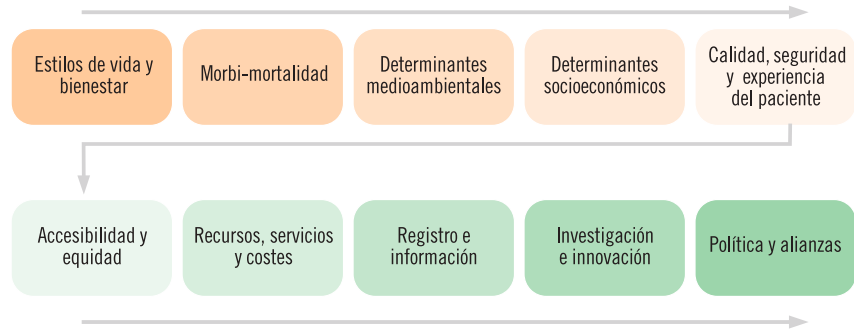 Estilos de vida y
bienestar
Morbi-mortalidad
Determinantes
medioambientales
Determinantes
socioeconómicos
Calidad, seguridad
y experiencia
del paciente
Accesibilidad y
equidad
Recursos, servicios
y costes
Registro e
información
Investigación
e innovación
Política y alianzas